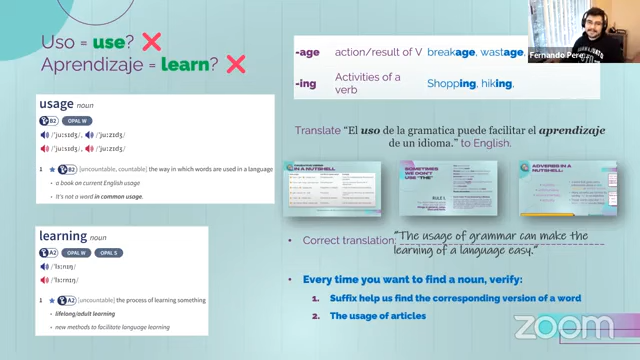 Uso = use? ❌
Aprendizaje = learn? ❌
-age action/result of V breakage, wastage,
-ing Activities of a verb Shopping, hiking,
Fernando Pere
usage noun
B2 OPAL W
/ˈjuːsɪdʒ/, /ˈjuːzɪdʒ/
/ˈjuːsɪdʒ/, /ˈjuːzɪdʒ/
1 B2 [uncountable, countable] the way in which words are used in a language
• a book on current English usage
• It's not a word in common usage.
Translate “El uso de la gramatica puede facilitar el aprendizaje
de un idioma.” to English.
IN A NUTSHELL
SOMETIMES
WE DON'T
USE "THE"
RULE 1.
ADVERBS IN A
NUTSHELL:
learning noun
A2 OPAL W OPAL S
/ˈlɜːnɪŋ/
/ˈlɜːrnɪŋ/
1 A2 [uncountable] the process of learning something
• lifelong/adult learning
• new methods to facilitate language learning
• Correct translation: “The usage of grammar can make the
learning of a language easy.”
• Every time you want to find a noun, verify:
1. Suffix help us find the corresponding version of a word
2. The usage of articles
zoom